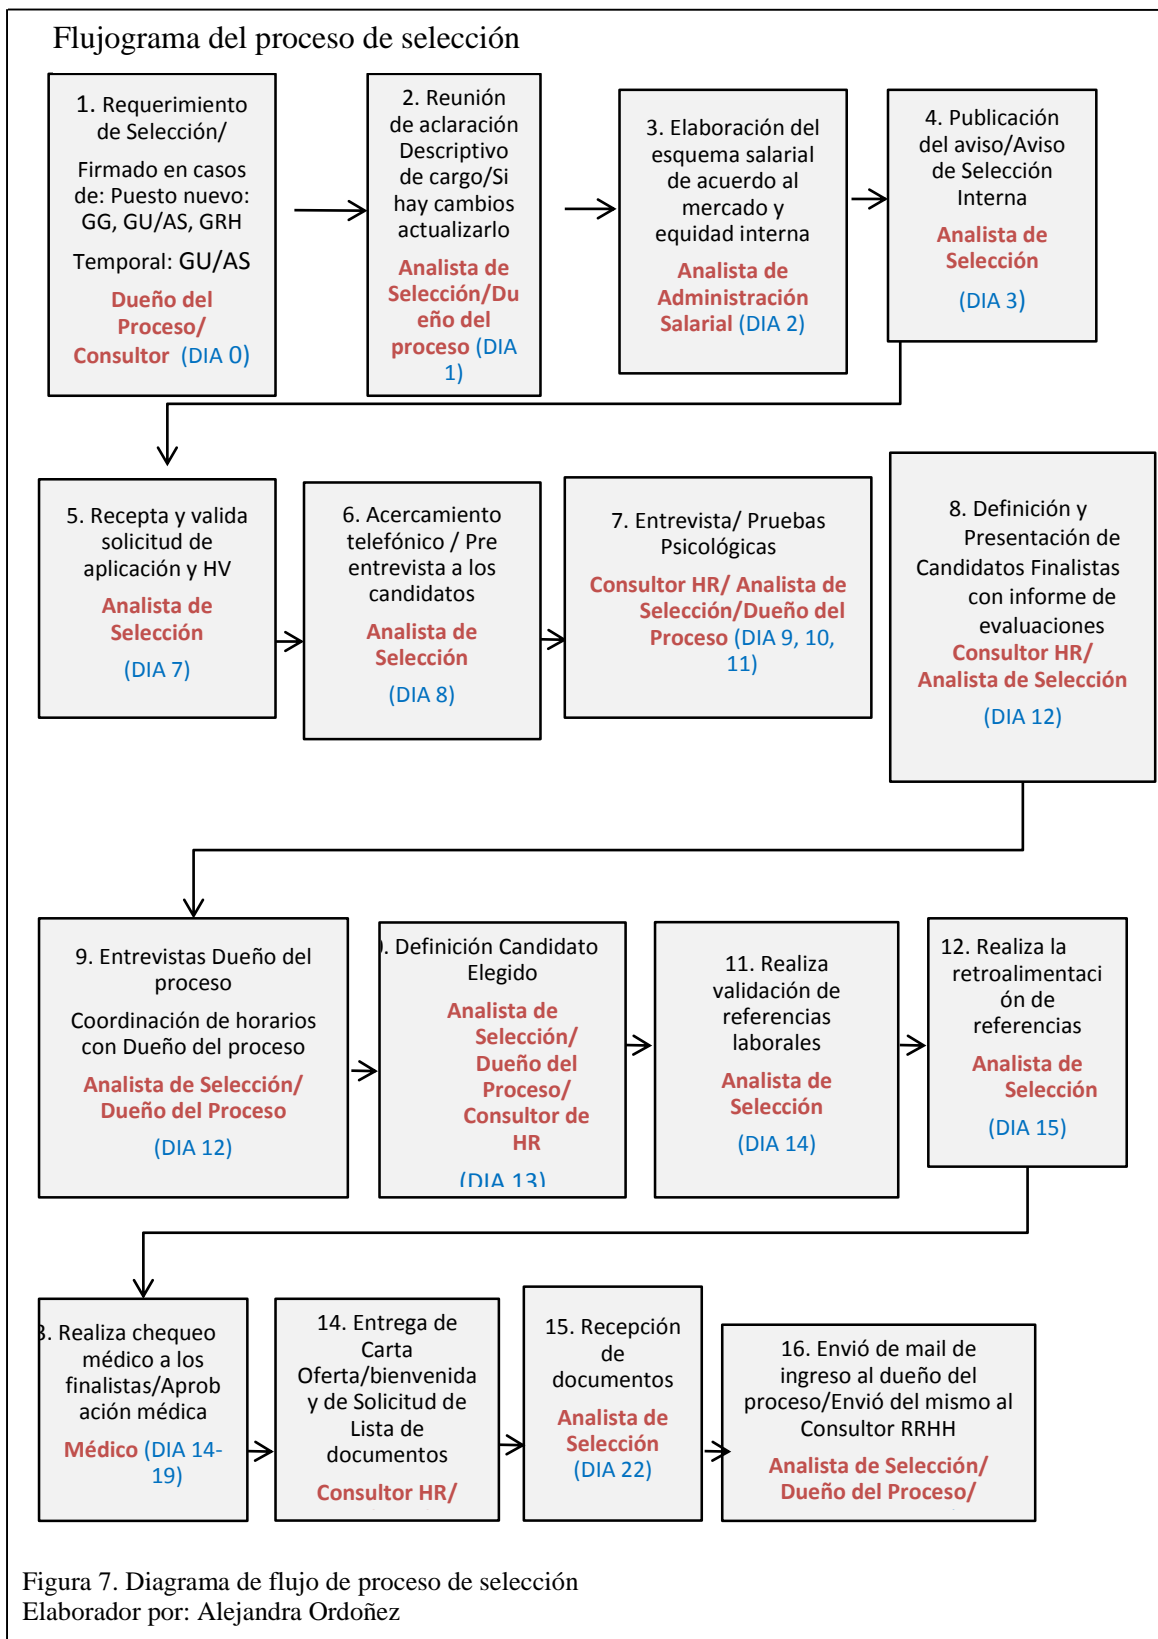 Flujograma del proceso de selección
1. Requerimiento
de Selección/
Firmado en casos
de: Puesto nuevo:
GG, GU/AS, GRH
Temporal: GU/AS
Dueño del
Proceso/
Consultor (DIA 0)
2. Reunión
de aclaración
Descriptivo
de cargo/Si
hay cambios
actualizarlo
Analista de
Selección/Du
eño del
proceso (DIA
1)
3. Elaboración del
esquema salarial
de acuerdo al
mercado y
equidad interna
Analista de
Administración
Salarial (DIA 2)
4. Publicación
del aviso/Aviso
de Selección
Interna
Analista de
Selección
(DIA 3)
5. Recepta y valida
solicitud de
aplicación y HV
Analista de
Selección
(DIA 7)
6. Acercamiento
telefónico / Pre
entrevista a los
candidatos
Analista de
Selección
(DIA 8)
7. Entrevista/ Pruebas
Psicológicas
Consultor HR/ Analista de
Selección/Dueño del
Proceso (DIA 9, 10,
11)
8. Definición y
Presentación de
Candidatos Finalistas
con informe de
evaluaciones
Consultor HR/
Analista de Selección
(DIA 12)
9. Entrevistas Dueño del
proceso
Coordinación de horarios
con Dueño del proceso
Analista de Selección/
Dueño del Proceso
(DIA 12)
. Definición Candidato
Elegido
Analista de
Selección/
Dueño del
Proceso/
Consultor de
HR
(DIA 13)
11. Realiza
validación de
referencias
laborales
Analista de
Selección
(DIA 14)
12. Realiza la
retroalimentaci
ón de
referencias
Analista de
Selección
(DIA 15)
3. Realiza chequeo
médico a los
finalistas/Aprob
ación médica
Médico (DIA 14-
19)
14. Entrega de
Carta
Oferta/bienvenida
y de Solicitud de
Lista de
documentos
Consultor HR/
15. Recepción
de
documentos
Analista de
Selección
(DIA 22)
16. Envió de mail de
ingreso al dueño del
proceso/Envió del mismo al
Consultor RRHH
Analista de Selección/
Dueño del Proceso/
Figura 7. Diagrama de flujo de proceso de selección
Elaborador por: Alejandra Ordoñez